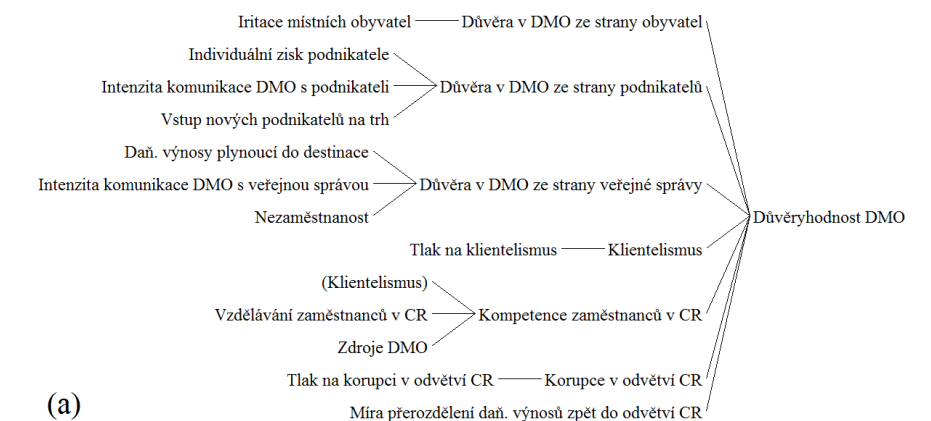 Iritace místních obyvatel Důvěra v DMO ze strany obyvatel
Individuální zisk podnikatele
Intenzita komunikace DMO s podnikateli Důvěra v DMO ze strany podnikatelů
Vstup nových podnikatelů na trh
Daň. výnosy plynoucí do destinace
Intenzita komunikace DMO s veřejnou správou Důvěra v DMO ze strany veřejné správy
Nezaměstnanost
Důvěryhodnost DMO
Tlak na klientelismus Klientelismus
(Klientelismus)
Vzdělávání zaměstnanců v CR Kompetence zaměstnanců v CR
Zdroje DMO
Tlak na korupci v odvětví CR Korupce v odvětví CR
(a)
Míra přerozdělení daň. výnosů zpět do odvětví CR